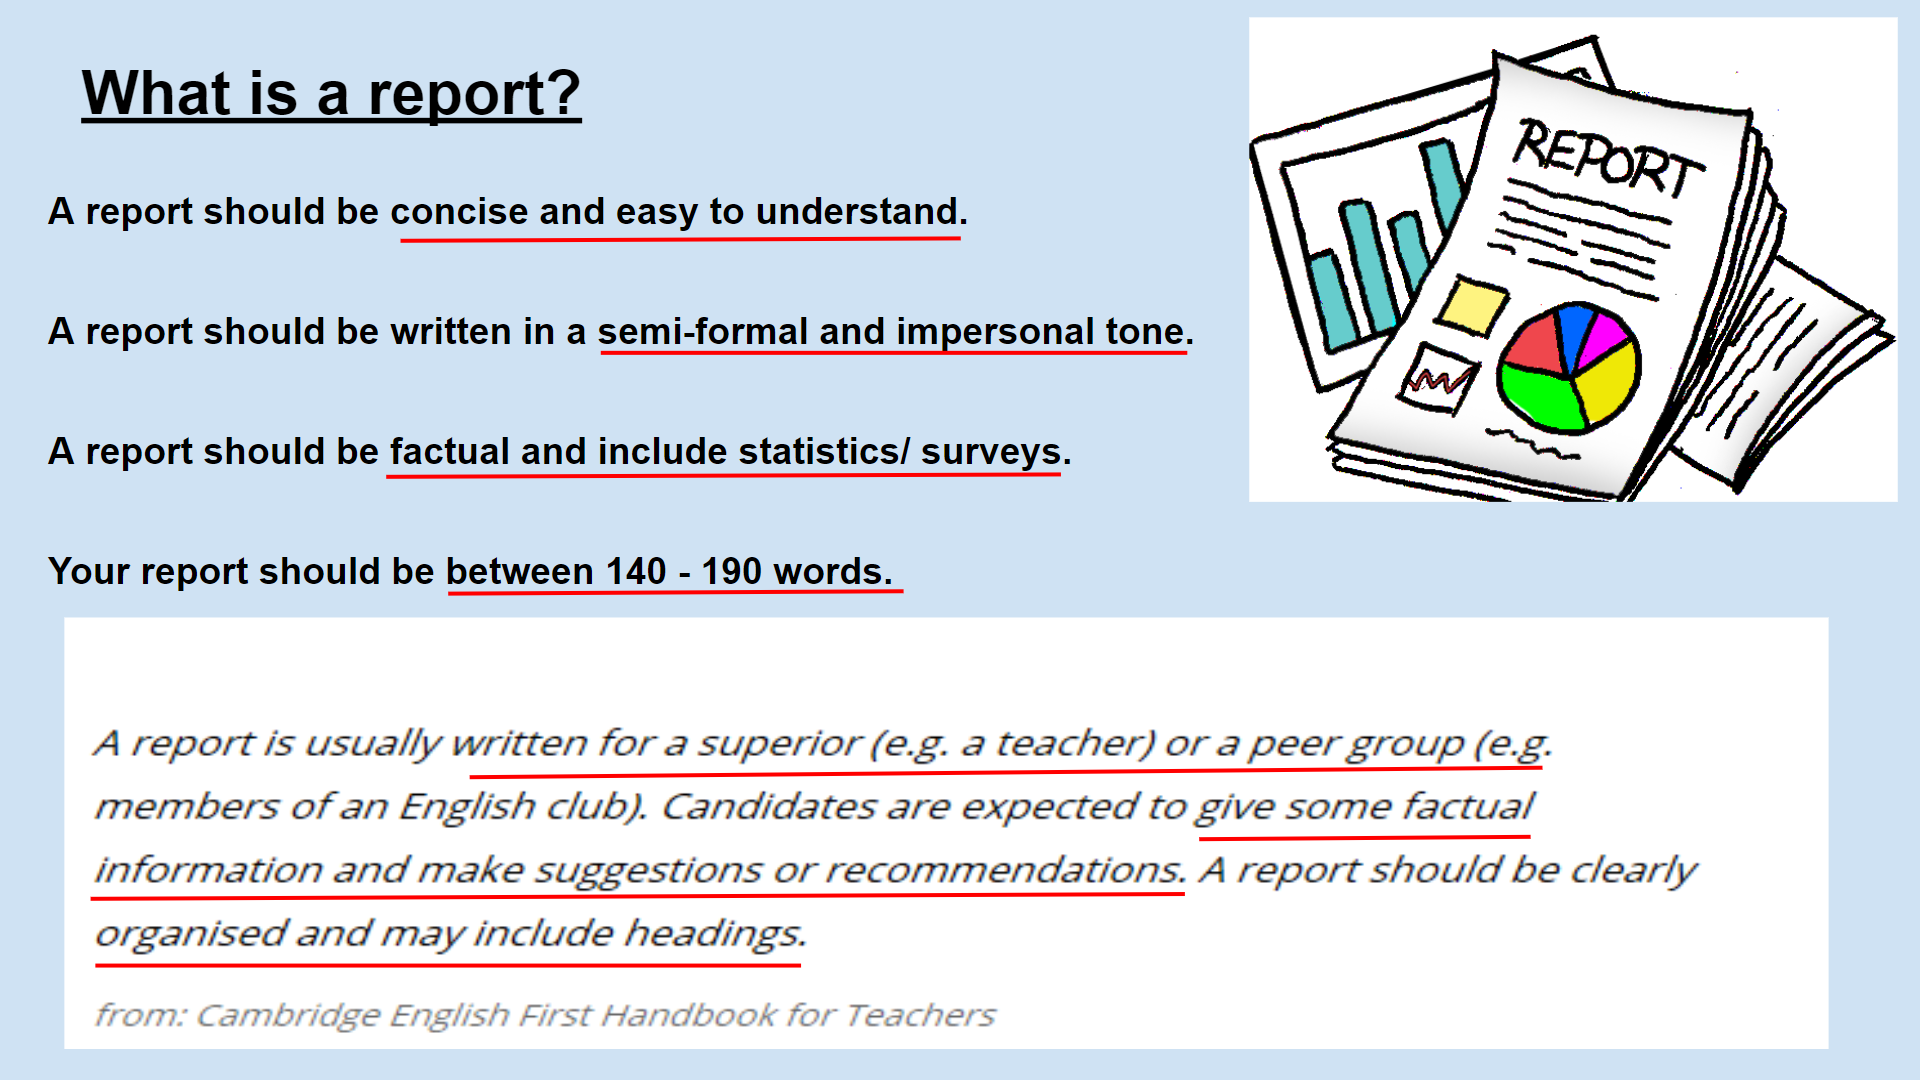 What is a report?
A report should be concise and easy to understand.
REPORT
A report should be written in a semi-formal and impersonal tone.
A report should be factual and include statistics/ surveys.
Your report should be between 140 - 190 words.
A report is usually written for a superior (e.g. a teacher) or a peer group (e.g.
members of an English club). Candidates are expected to give some factual
information and make suggestions or recommendations. A report should be clearly
organised and may include headings.
from: Cambridge English First Handbook for Teachers